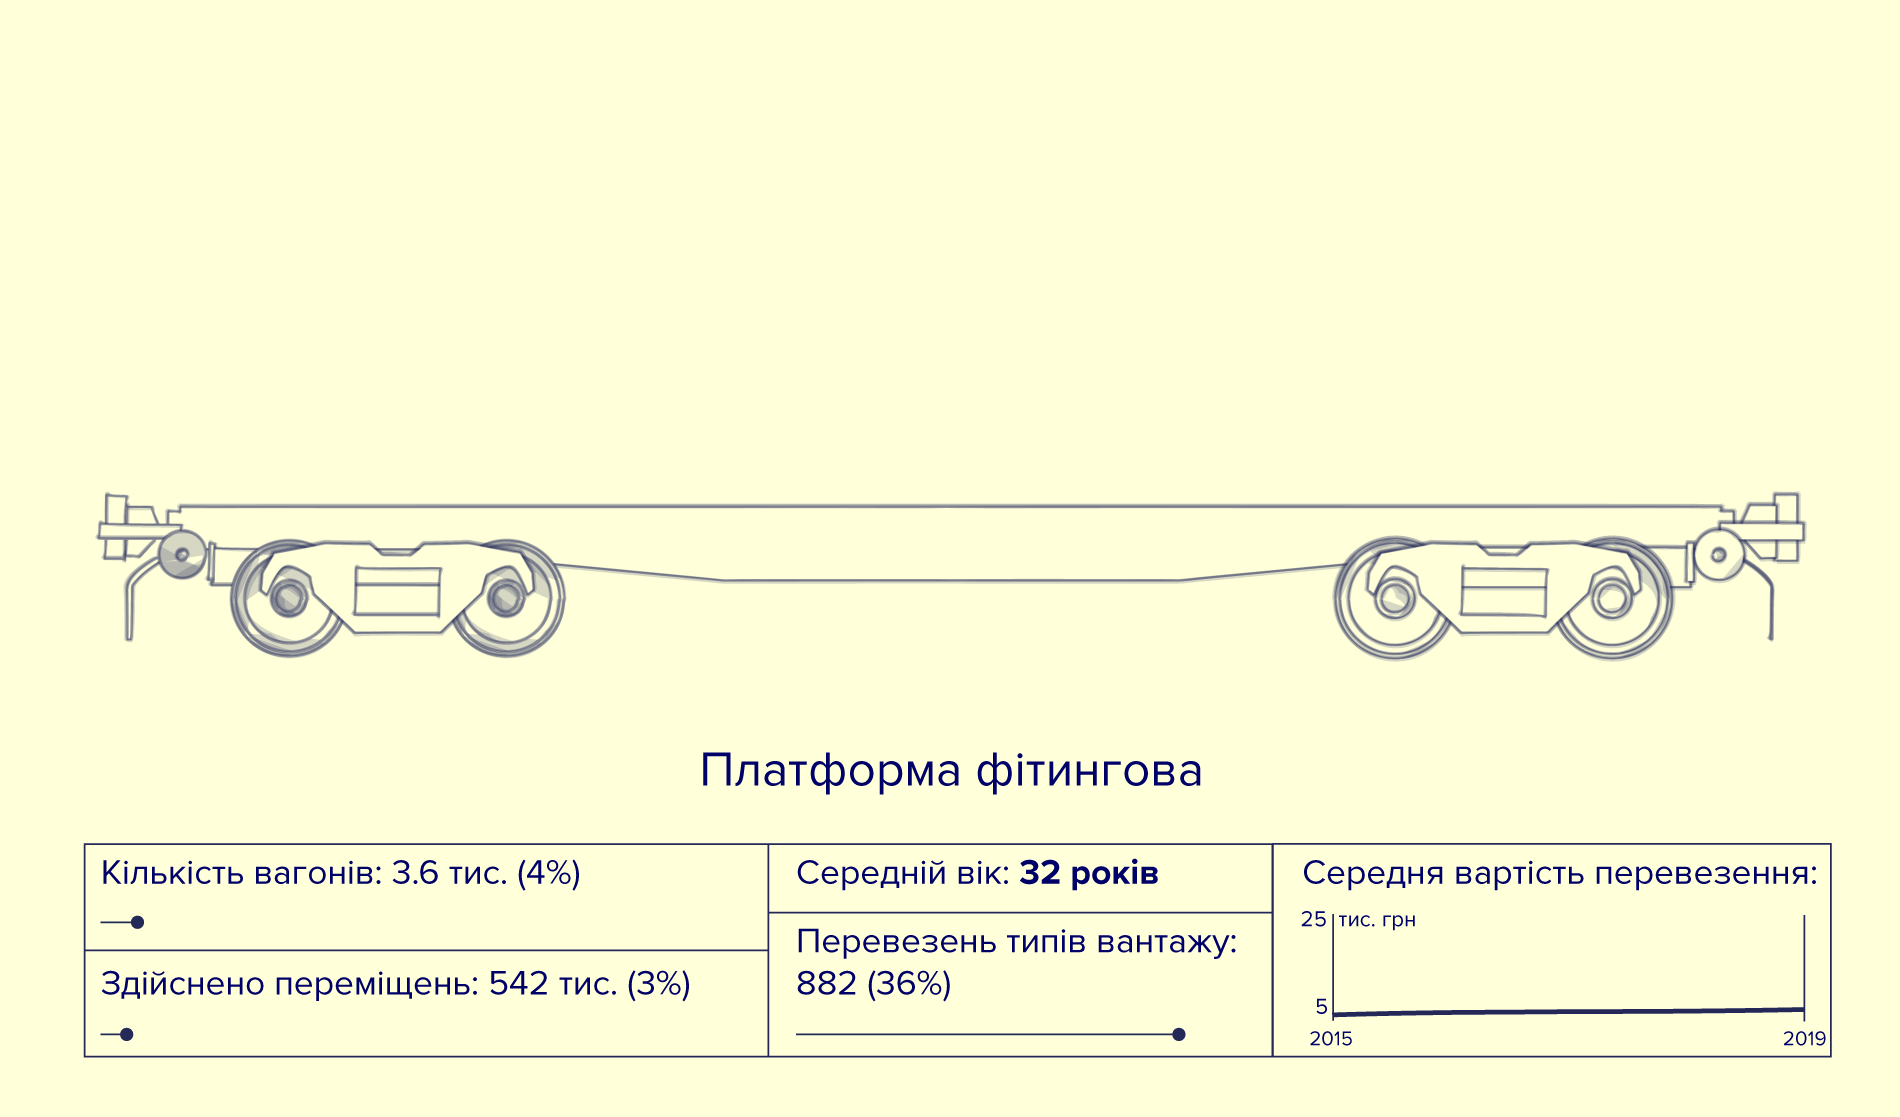 Платформа фітингова
Кількість вагонів: 3.6 тис. (4%)
Здійснено переміщень: 542 тис. (3%)
Середній вік: 32 років
Перевезень типів вантажу:
882 (36%)
Середня вартість перевезення:
25 тис. грн
5
2015 2019